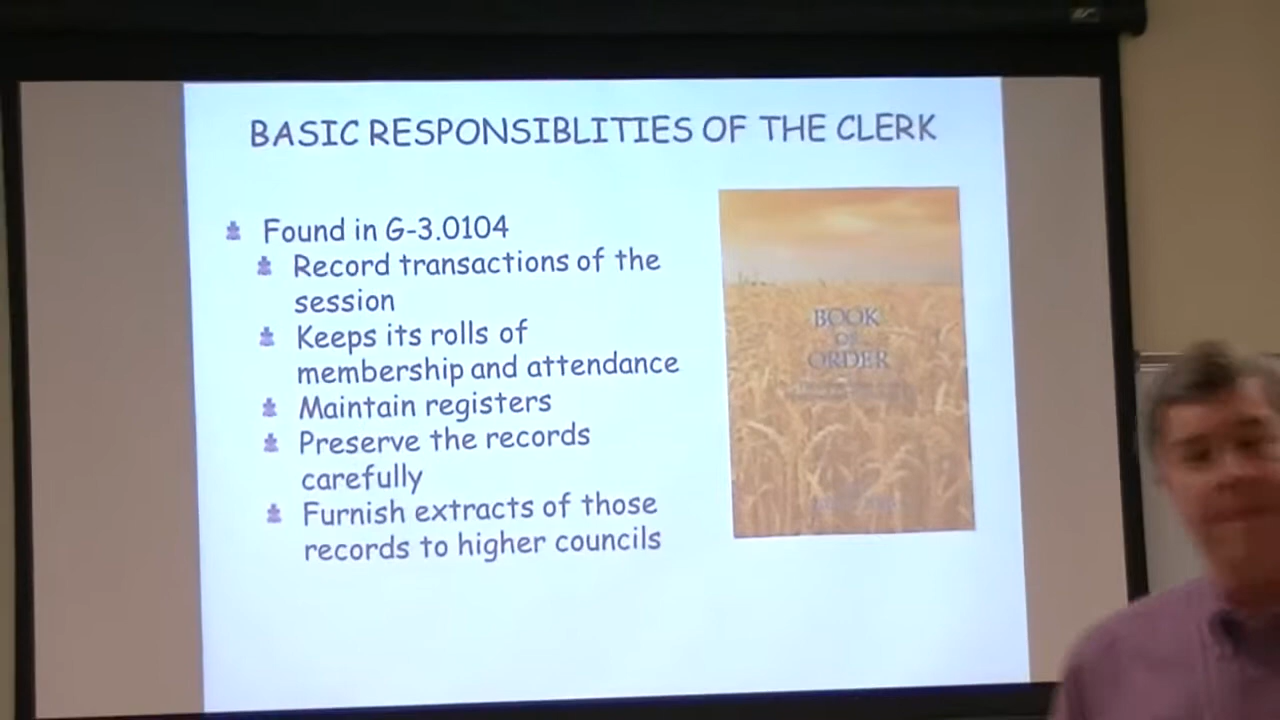 BASIC RESPONSIBLITIES OF THE CLERK
Found in G-3.0104
Record transactions of the
session
Keeps its rolls of
membership and attendance
Maintain registers
Preserve the records
carefully
Furnish extracts of those
records to higher councils
BOOK
OF
ORDER